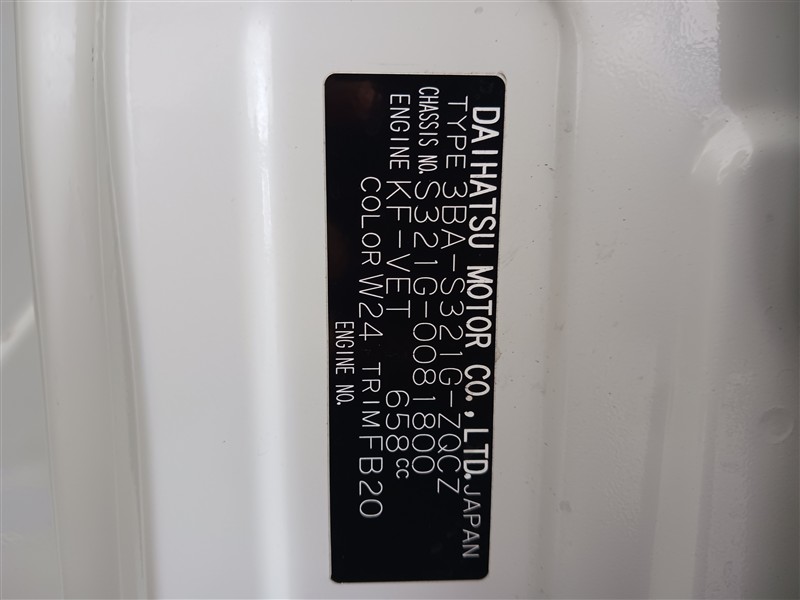 DAIHATSU MOTOR CO., LTD. JAPAN
TYPE 3BA-S321G-ZQCZ
CHASSIS NO. S321G-0081800
ENGINE KF-VET 658cc
COLOR W24 TRIM FB20
ENGINE NO.